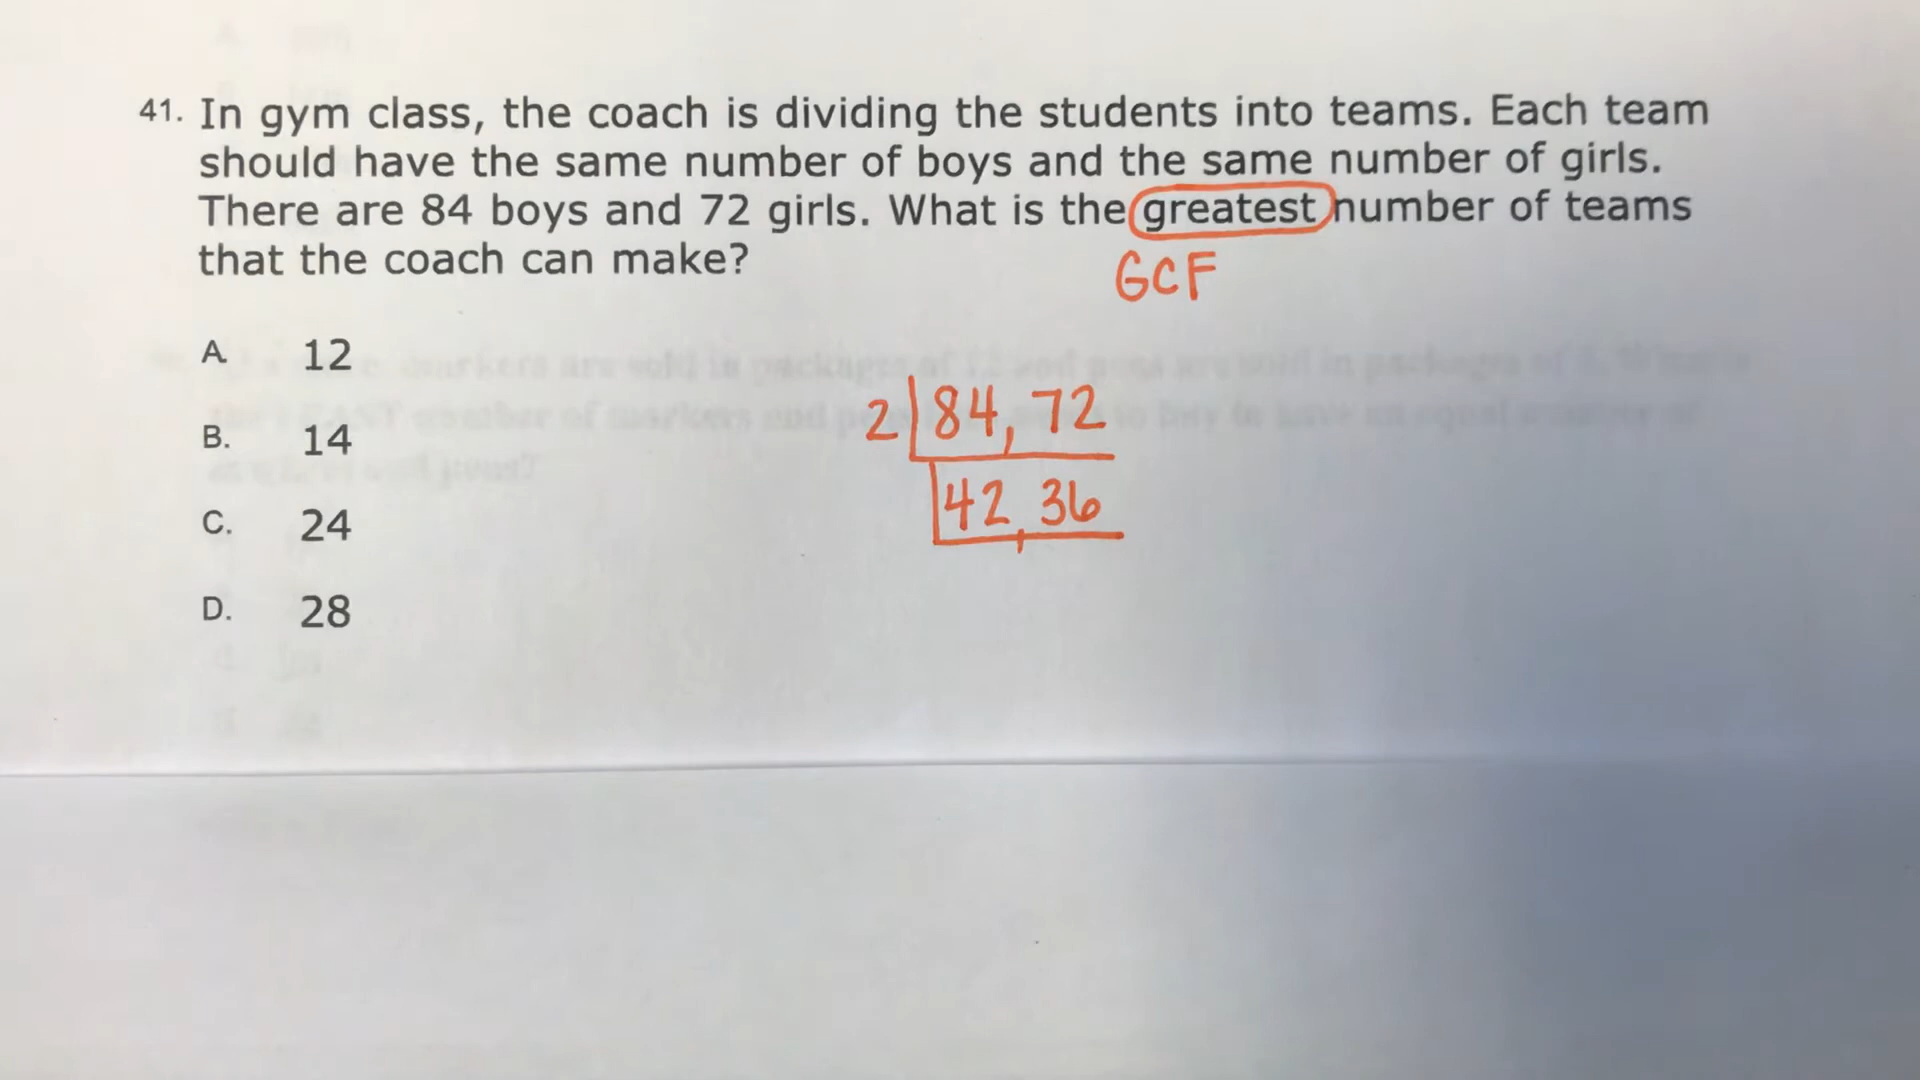 41. In gym class, the coach is dividing the students into teams. Each team
should have the same number of boys and the same number of girls.
There are 84 boys and 72 girls. What is the greatest number of teams
that the coach can make?
GCF
A. 12
B. 14
C. 24
D. 28
2 84, 72
42, 36